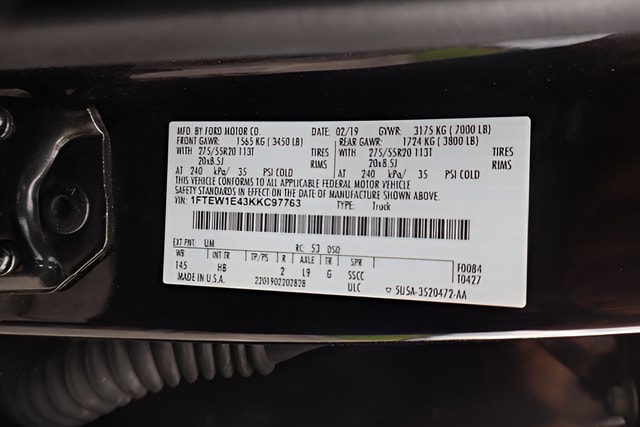 MFD. BY FORD MOTOR CO. DATE: 02/19 GVWR: 3175 KG ( 7000 LB)
FRONT GAWR: 1565 KG ( 3450 LB) REAR GAWR: 1724 KG ( 3800 LB)
WITH 275/55R20 113T TIRES WITH 275/55R20 113T TIRES
20x8.5J RIMS 20x8.5J RIMS
AT 240 kPa/ 35 PSI COLD AT 240 kPa/ 35 PSI COLD
THIS VEHICLE CONFORMS TO ALL APPLICABLE FEDERAL MOTOR VEHICLE
SAFETY STANDARDS IN EFFECT ON THE DATE OF MANUFACTURE SHOWN ABOVE.
VIN: 1FTEW1E43KKC97763 TYPE: Truck
EXT PNT: UM RC: 53 DSO:
WB INT TR TP/PS R AXLE TR SPR F0084
145 HB 2 L9 G SSCC T0427
MADE IN U.S.A. 2201902202828 ULC 5USA-3520472-AA